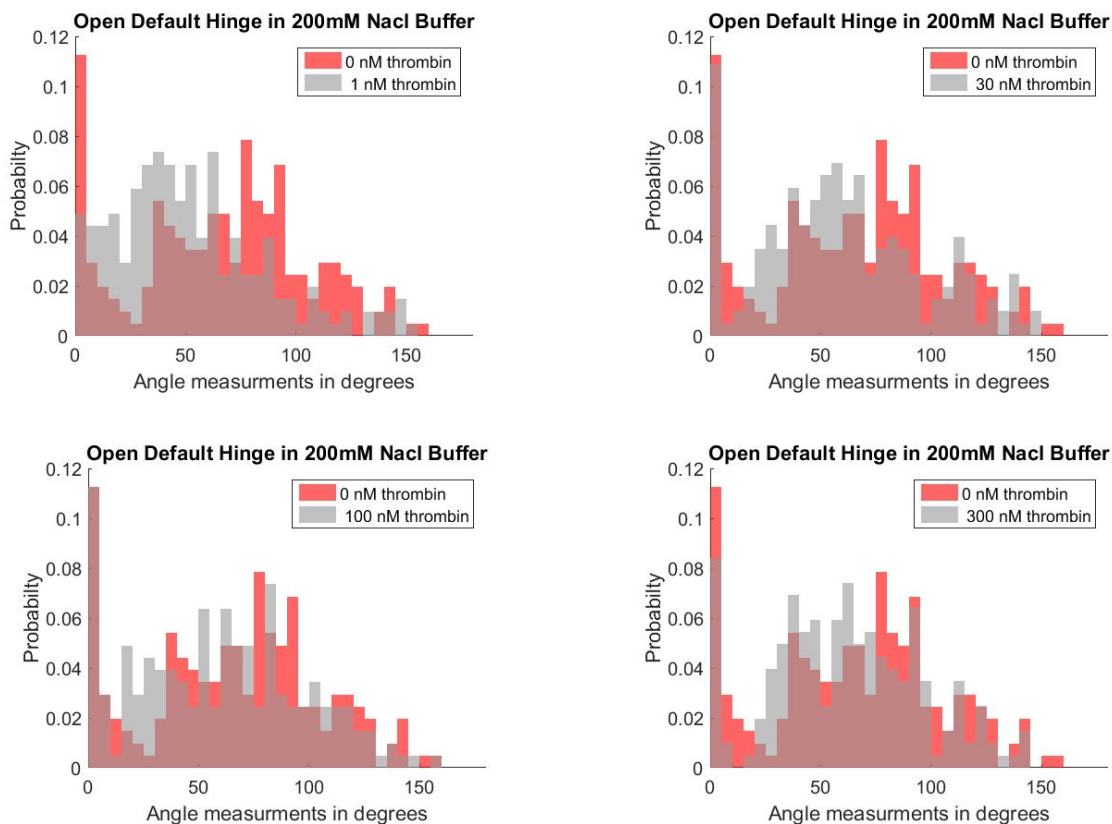 Open Default Hinge in 200mM Nacl Buffer
0.12
0.1
0.08
0.06
0.04
0.02
0
Probabilty
0 nM thrombin
1 nM thrombin
0 50 100 150
Angle measurments in degrees
Open Default Hinge in 200mM Nacl Buffer
0.12
0.1
0.08
0.06
0.04
0.02
0
Probabilty
0 nM thrombin
30 nM thrombin
0 50 100 150
Angle measurments in degrees
Open Default Hinge in 200mM Nacl Buffer
0.12
0.1
0.08
0.06
0.04
0.02
0
Probabilty
0 nM thrombin
100 nM thrombin
0 50 100 150
Angle measurments in degrees
Open Default Hinge in 200mM Nacl Buffer
0.12
0.1
0.08
0.06
0.04
0.02
0
Probabilty
0 nM thrombin
300 nM thrombin
0 50 100 150
Angle measurments in degrees